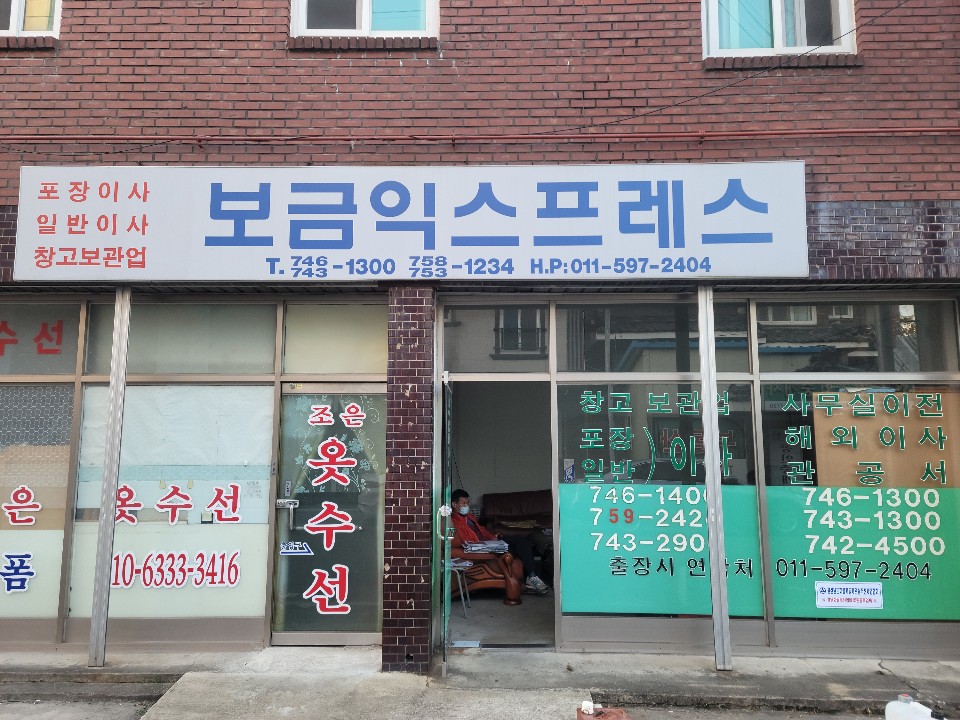 포장이사
일반이사
창고보관업
보금익스프레스
T. 746 743 -1300 758 753 -1234 H.P:011-597-2404
수선
은 옷수선
10-6333-3416
폼
조은
옷
수
선
창고 보관업
포장
일반
) 이사
746-140
759-242
743-290
사무실이전
해외이사
관공서
746-1300
743-1300
742-4500
출장시 연락처 011-597-2404